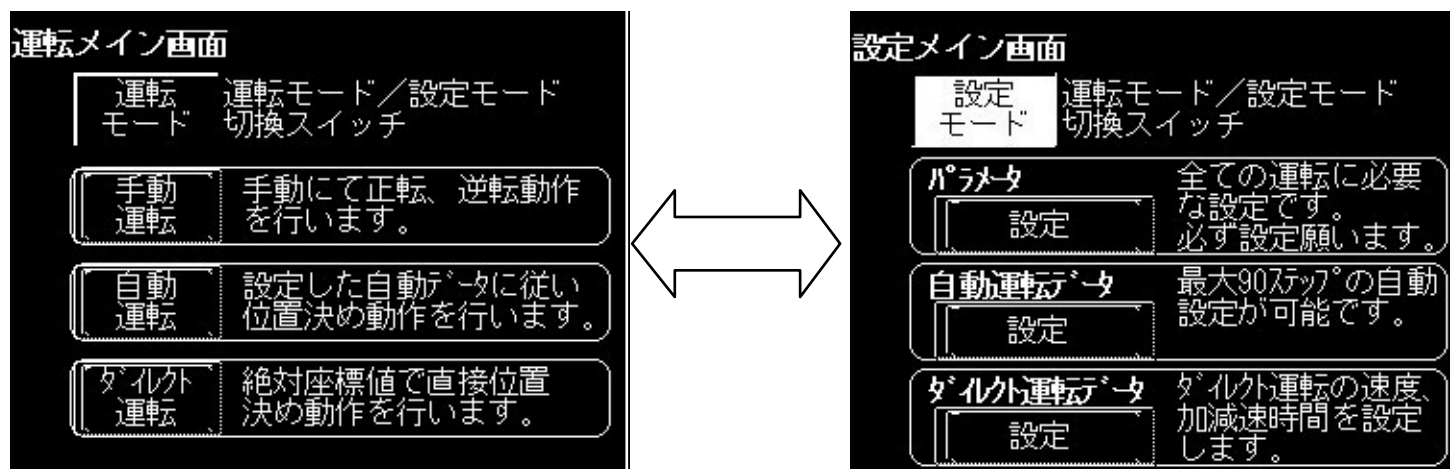 運転メイン画面
運転
モード
運転モード／設定モード
切換スイッチ
手動
運転
手動にて正転、逆転動作
を行います。
自動
運転
設定した自動ﾃﾞｰﾀに従い
位置決め動作を行います。
ﾀﾞｲﾚｸﾄ
運転
絶対座標値で直接位置
決め動作を行います。
設定メイン画面
設定
モード
運転モード／設定モード
切換スイッチ
ﾊﾟﾗﾒｰﾀ
設定
全ての運転に必要
な設定です。
必ず設定願います。
自動運転ﾃﾞｰﾀ
設定
最大90ｽﾃｯﾌﾟの自動
設定が可能です。
ﾀﾞｲﾚｸﾄ運転ﾃﾞｰﾀ
設定
ﾀﾞｲﾚｸﾄ運転の速度、
加減速時間を設定
します。